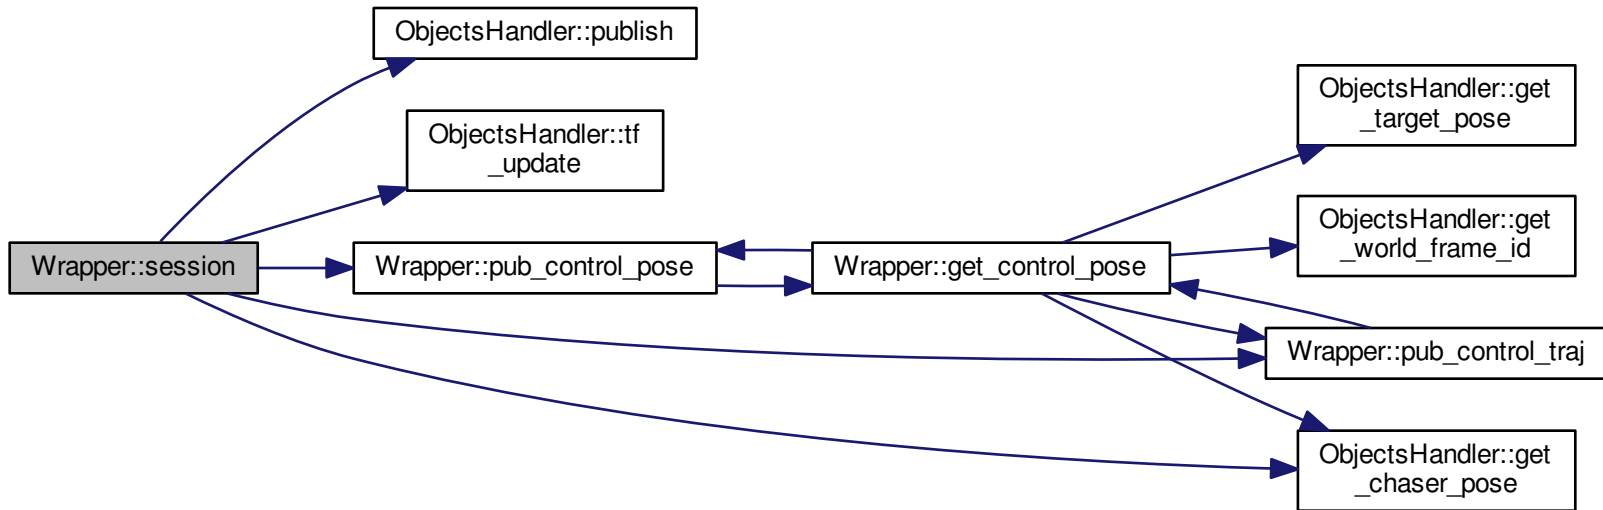 ObjectsHandler::publish
ObjectsHandler::tf
_update
Wrapper::session
Wrapper::pub_control_pose
Wrapper::get_control_pose
ObjectsHandler::get
_target_pose
ObjectsHandler::get
_world_frame_id
Wrapper::pub_control_traj
ObjectsHandler::get
_chaser_pose